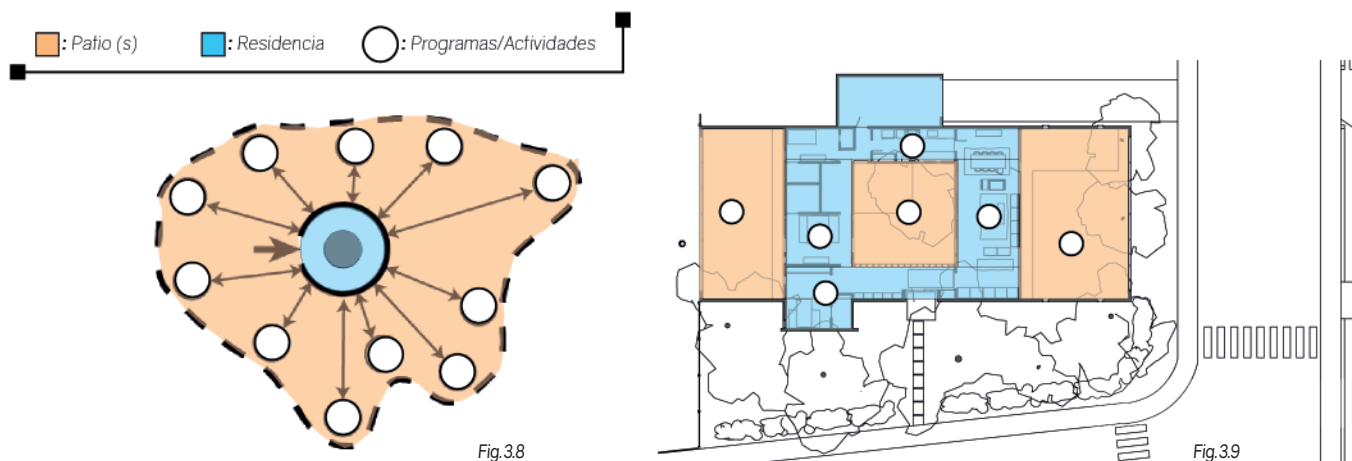 : Patio (s) : Residencia : Programas/Actividades
Fig.3.8
Fig.3.9